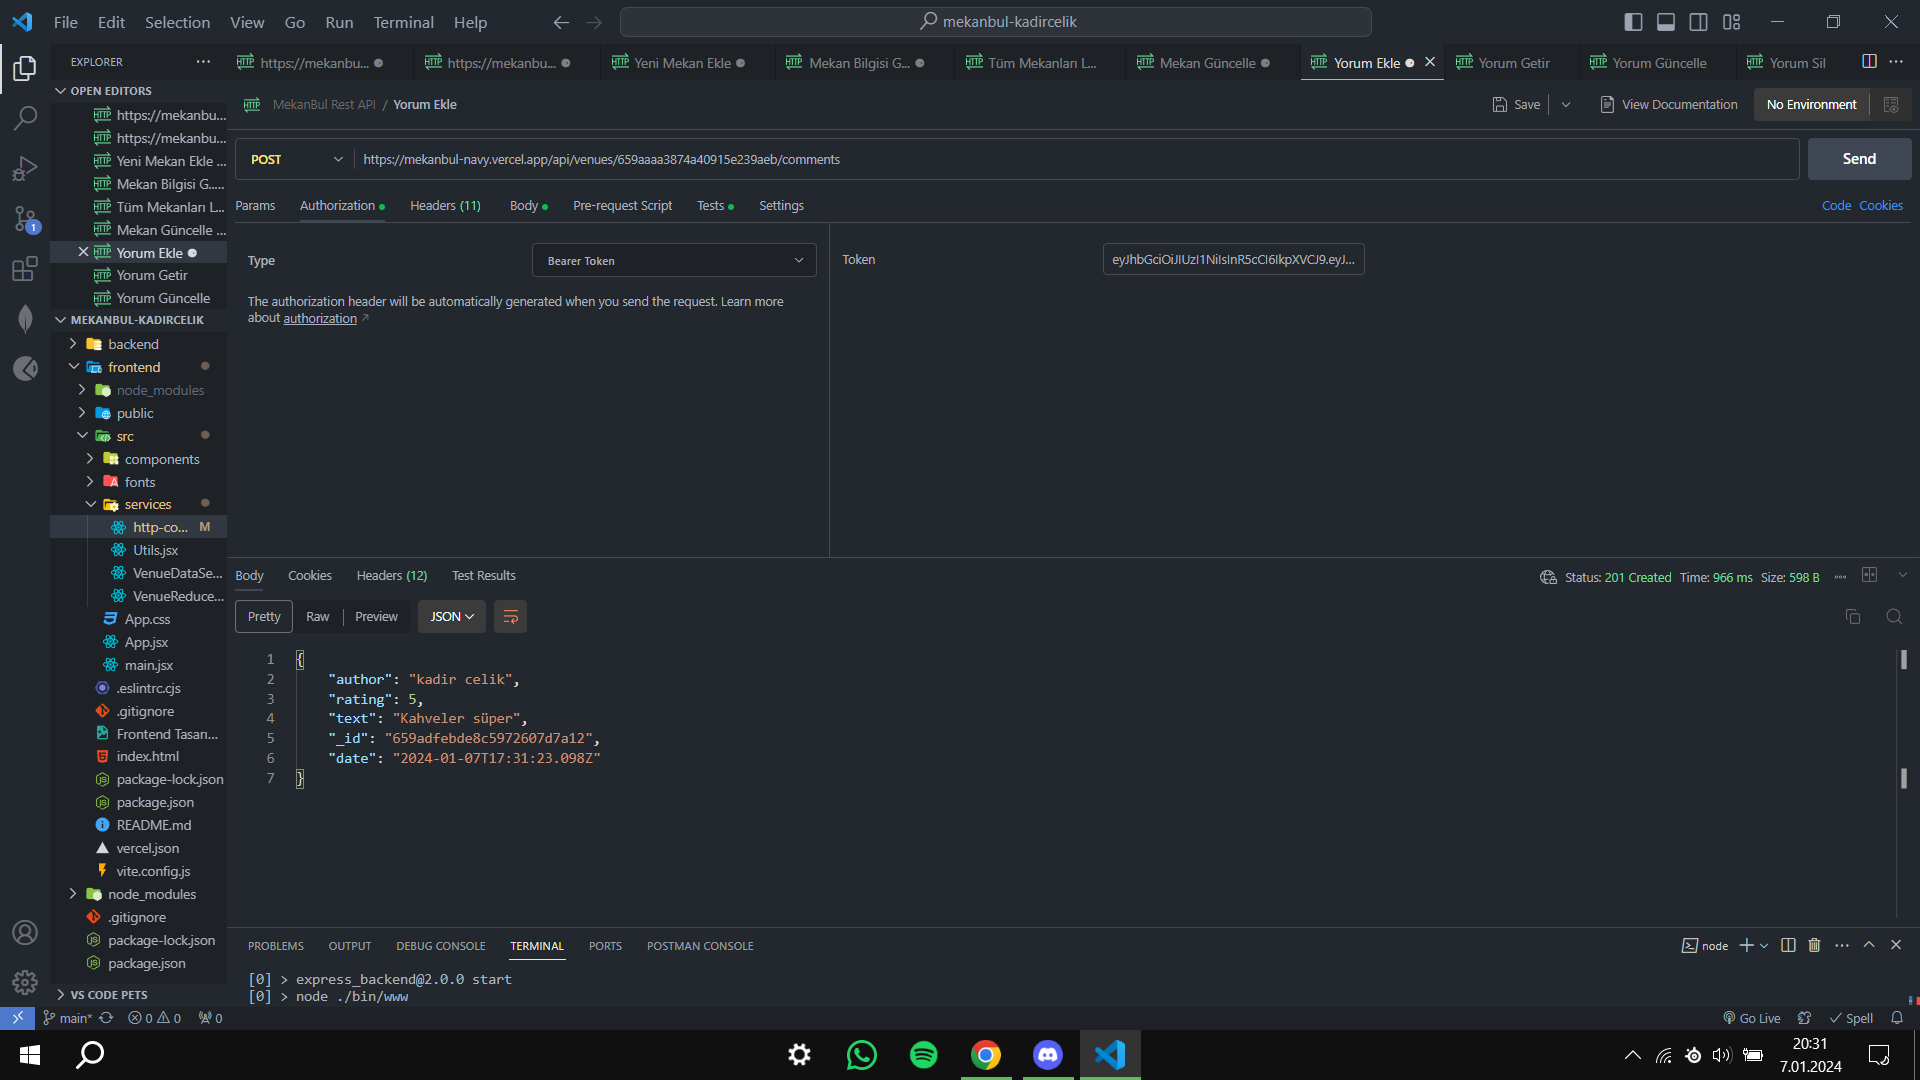 File Edit Selection View Go Run Terminal Help
mekanbul-kadircelik
EXPLORER
https://mekanbu...
https://mekanbu...
Yeni Mekan Ekle
Mekan Bilgisi G...
Tüm Mekanları L...
Mekan Güncelle
Yorum Ekle
Yorum Getir
Yorum Güncelle
Yorum Sil
OPEN EDITORS
HTTP https://mekanbu...
HTTP https://mekanbu...
HTTP Yeni Mekan Ekle ...
HTTP Mekan Bilgisi G...
HTTP Tüm Mekanları L...
HTTP Mekan Güncelle ...
HTTP Yorum Ekle
HTTP Yorum Getir
HTTP Yorum Güncelle
MEKANBUL-KADIRCELIK
backend
frontend
node_modules
public
src
components
fonts
services
http-co... M
Utils.jsx
VenueDataSe...
VenueReduce...
App.css
App.jsx
main.jsx
.eslintrc.cjs
.gitignore
Frontend Tasarı...
index.html
package-lock.json
package.json
README.md
vercel.json
vite.config.js
node_modules
.gitignore
package-lock.json
package.json
VS CODE PETS
HTTP MekanBul Rest API / Yorum Ekle
Save
View Documentation
No Environment
POST https://mekanbul-navy.vercel.app/api/venues/659aaaa3874a40915e239aeb/comments
Send
Params Authorization Headers (11) Body Pre-request Script Tests Settings
Code Cookies
Type Bearer Token
The authorization header will be automatically generated when you send the request. Learn more
about authorization
Token eyJhbGciOiJIUzI1NiIsInR5cCI6IkpXVCJ9.eyJ...
Body Cookies Headers (12) Test Results
Status: 201 Created Time: 966 ms Size: 598 B
Pretty Raw Preview JSON
1 {
2 "author": "kadir celik",
3 "rating": 5,
4 "text": "Kahveler süper",
5 "_id": "659adfebde8c5972607d7a12",
6 "date": "2024-01-07T17:31:23.098Z"
7 }
PROBLEMS OUTPUT DEBUG CONSOLE TERMINAL PORTS POSTMAN CONSOLE
node
[0] > express_backend@2.0.0 start
[0] > node ./bin/www
main* 0 0 0
Go Live Spell
20:31
7.01.2024